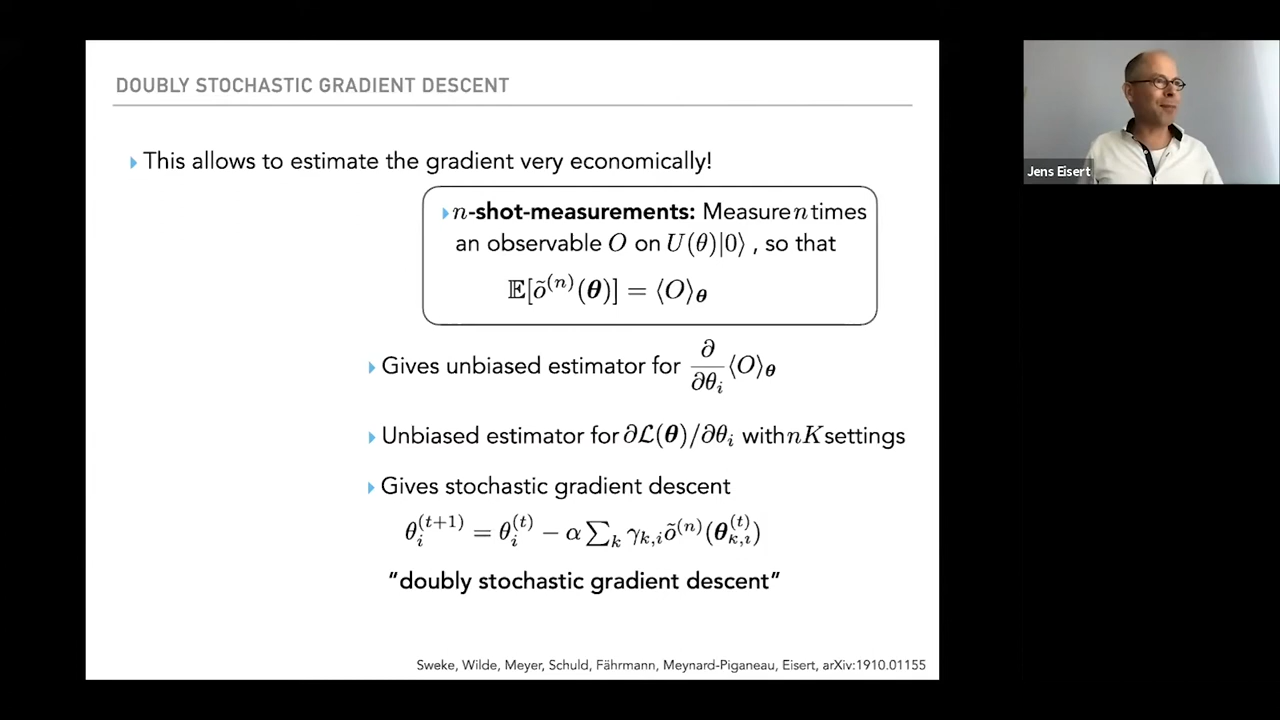 DOUBLY STOCHASTIC GRADIENT DESCENT
This allows to estimate the gradient very economically!
n-shot-measurements: Measure n times
an observable O on U(θ)|0⟩ , so that
𝔼[õ⁽ⁿ⁾(θ)] = ⟨O⟩_θ
Gives unbiased estimator for ∂/∂θ_i ⟨O⟩_θ
Unbiased estimator for ∂ℒ(θ)/∂θ_i with nK settings
Gives stochastic gradient descent
θ_i^(t+1) = θ_i^(t) − α∑_k γ_{k,i} õ^(n)(θ_{k,i}^(t))
"doubly stochastic gradient descent"
Sweke, Wilde, Meyer, Schuld, Fährmann, Meynard-Piganeau, Eisert, arXiv:1910.01155
Jens Eisert